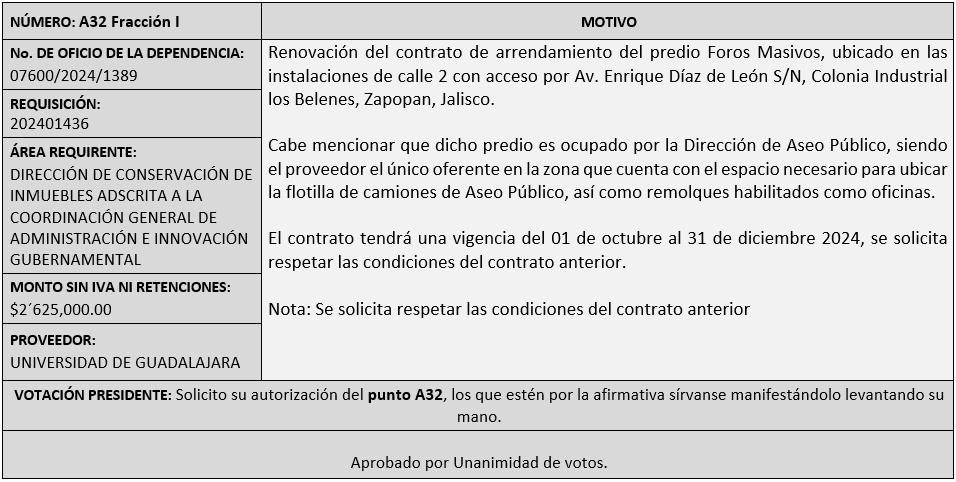 NÚMERO: A32 Fracción I
No. DE OFICIO DE LA DEPENDENCIA:
07600/2024/1389
REQUISICIÓN:
202401436
ÁREA REQUIRENTE:
DIRECCIÓN DE CONSERVACIÓN DE
INMUEBLES ADSCRITA A LA
COORDINACIÓN GENERAL DE
ADMINISTRACIÓN E INNOVACIÓN
GUBERNAMENTAL
MONTO SIN IVA NI RETENCIONES:
$2´625,000.00
PROVEEDOR:
UNIVERSIDAD DE GUADALAJARA
MOTIVO
Renovación del contrato de arrendamiento del predio Foros Masivos, ubicado en las
instalaciones de calle 2 con acceso por Av. Enrique Díaz de León S/N, Colonia Industrial
los Belenes, Zapopan, Jalisco.
Cabe mencionar que dicho predio es ocupado por la Dirección de Aseo Público, siendo
el proveedor el único oferente en la zona que cuenta con el espacio necesario para ubicar
la flotilla de camiones de Aseo Público, así como remolques habilitados como oficinas.
El contrato tendrá una vigencia del 01 de octubre al 31 de diciembre 2024, se solicita
respetar las condiciones del contrato anterior.
Nota: Se solicita respetar las condiciones del contrato anterior
VOTACIÓN PRESIDENTE: Solicito su autorización del punto A32, los que estén por la afirmativa sírvanse manifestándolo levantando su
mano.
Aprobado por Unanimidad de votos.